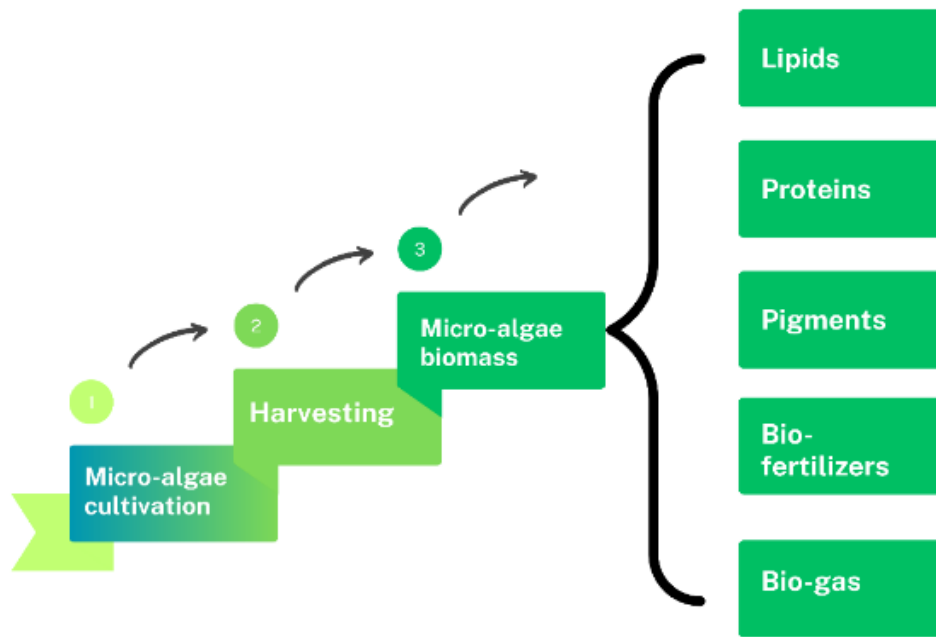 1
Micro-algae
cultivation
2
Harvesting
3
Micro-algae
biomass
Lipids
Proteins
Pigments
Bio-
fertilizers
Bio-gas